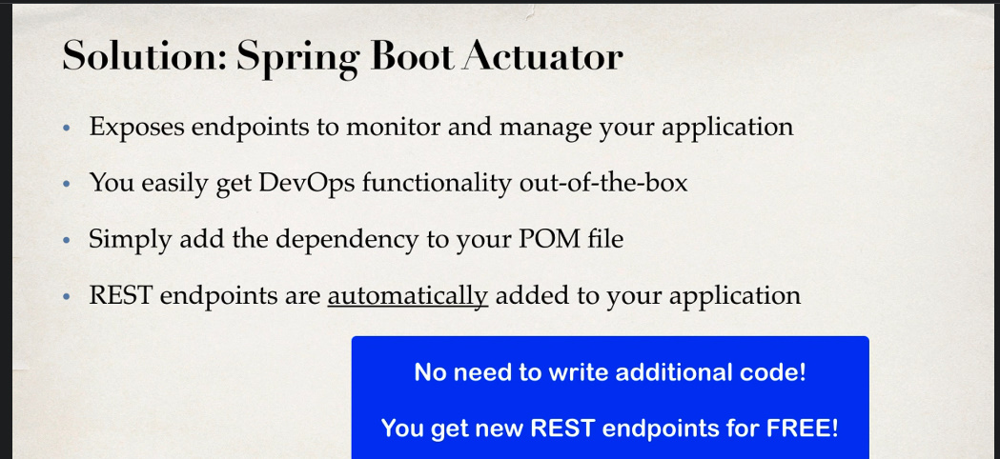 Solution: Spring Boot Actuator
• Exposes endpoints to monitor and manage your application
• You easily get DevOps functionality out-of-the-box
• Simply add the dependency to your POM file
• REST endpoints are automatically added to your application
No need to write additional code!
You get new REST endpoints for FREE!